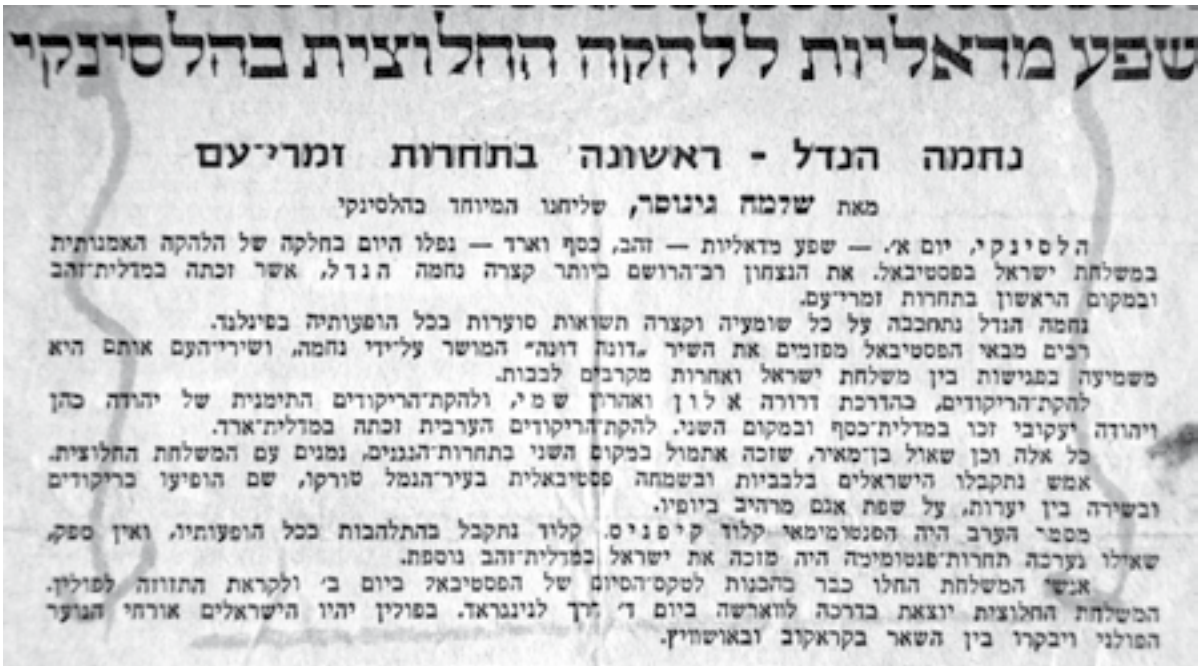 שפע מדאליות ללהקה החלוצית בהלסינקי
נחמה הנדל - ראשונה בתחרות זמרי־עם
מאת שלמה גינוסר, שליחנו המיוחד בהלסינקי
הלסינקי, יום א׳. — שפע מדאליות — זהב, כסף וארד — נפלו היום בחלקה של הלהקה האמנותית
במשלחת ישראל בפסטיבאל. את הנצחון רב־הרושם ביותר קצרה נחמה הנדל, אשר זכתה במדלית־זהב
ובמקום הראשון בתחרות זמרי־עם.
נחמה הנדל נתחבבה על כל שומעיה וקצרה תשואות סוערות בכל הופעותיה בפינלנד.
רבים מבאי הפסטיבאל מפזמים את השיר „דונה דונה” המושר על־ידי נחמה, ושירי־העם אותם היא
משמיעה בפגישות בין משלחת ישראל ואחרות מקרבים לבבות.
להקת־הריקודים, בהדרכת דרורה אלון ואהרון שמי, ולהקת־הריקודים התימנית של יהודה כהן
ויהודה יעקובי זכו במדלית־כסף ובמקום השני. להקת־הריקודים הערבית זכתה במדלית־ארד.
כל אלה וכן שאול בן־מאיר, שזכה אתמול במקום השני בתחרות־הנגנים, נמנים עם המשלחת החלוצית.
אמש נתקבלו הישראלים בלבביות ובשמחה פסטיבאלית בעיר־הנמל סורקו, שם הופיעו בריקודים
ובשירה בין יערות, על שפת אגם מרהיב ביופיו.
מסמר הערב היה הפנטומימאי קלוד קיפניס. קלוד נתקבל בהתלהבות בכל הופעותיו, ואין ספק,
שאילו נערכה תחרות־פנטומימה היה מזכה את ישראל במדלית־זהב נוספת.
אנשי המשלחת החלו כבר בהכנות לטקס־הסיום של הפסטיבאל ביום ב׳ ולקראת התזוזה לפולין.
המשלחת החלוצית יוצאת בדרכה לווארשה ביום ד׳ דרך לנינגראד. בפולין יהיו הישראלים אורחי הנוער
הפולני ויבקרו בין השאר בקראקוב ובאושוויץ.